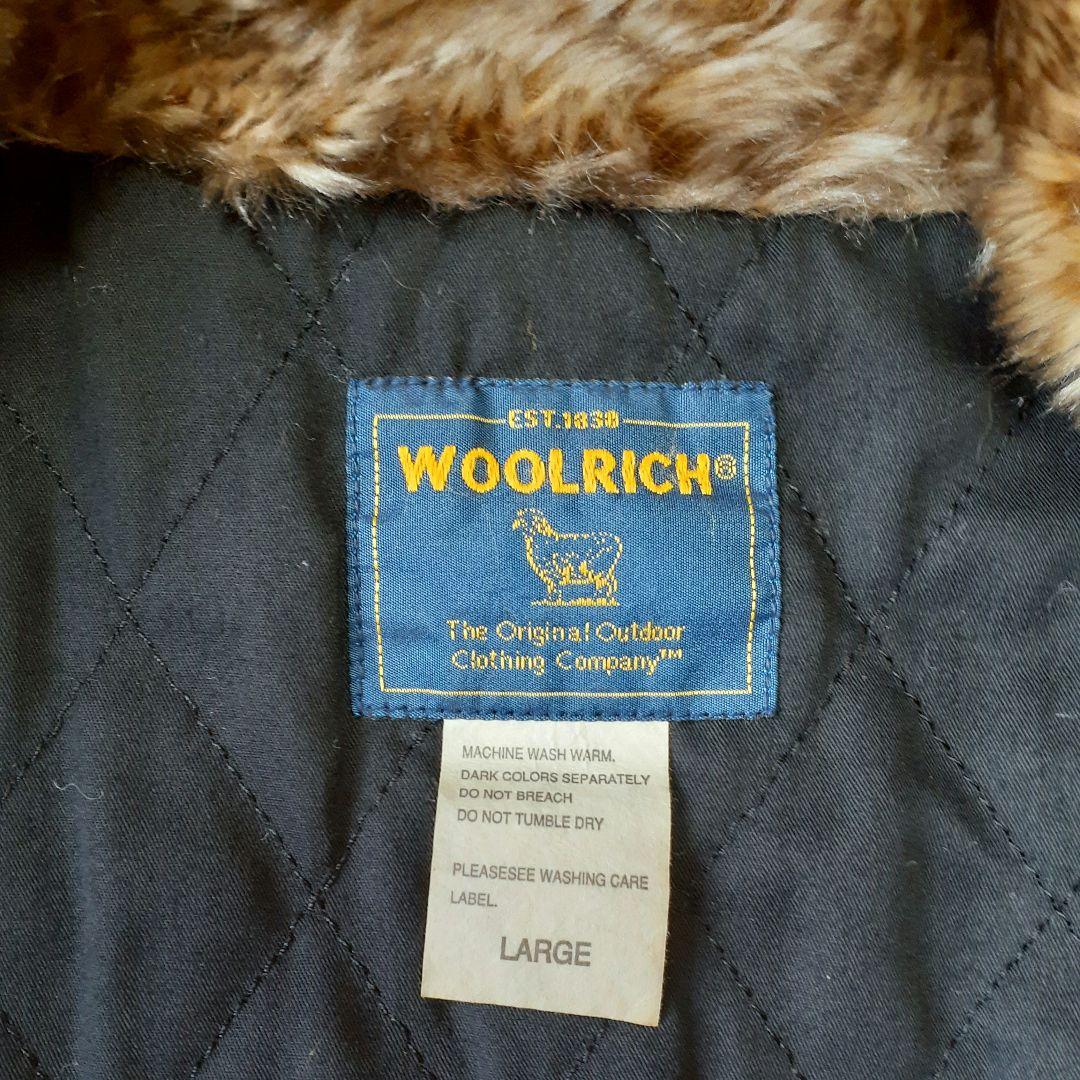 EST.1830
WOOLRICH®
The Original Outdoor
Clothing Company™
MACHINE WASH WARM.
DARK COLORS SEPARATELY
DO NOT BREACH
DO NOT TUMBLE DRY
PLEASESEE WASHING CARE
LABEL.
LARGE